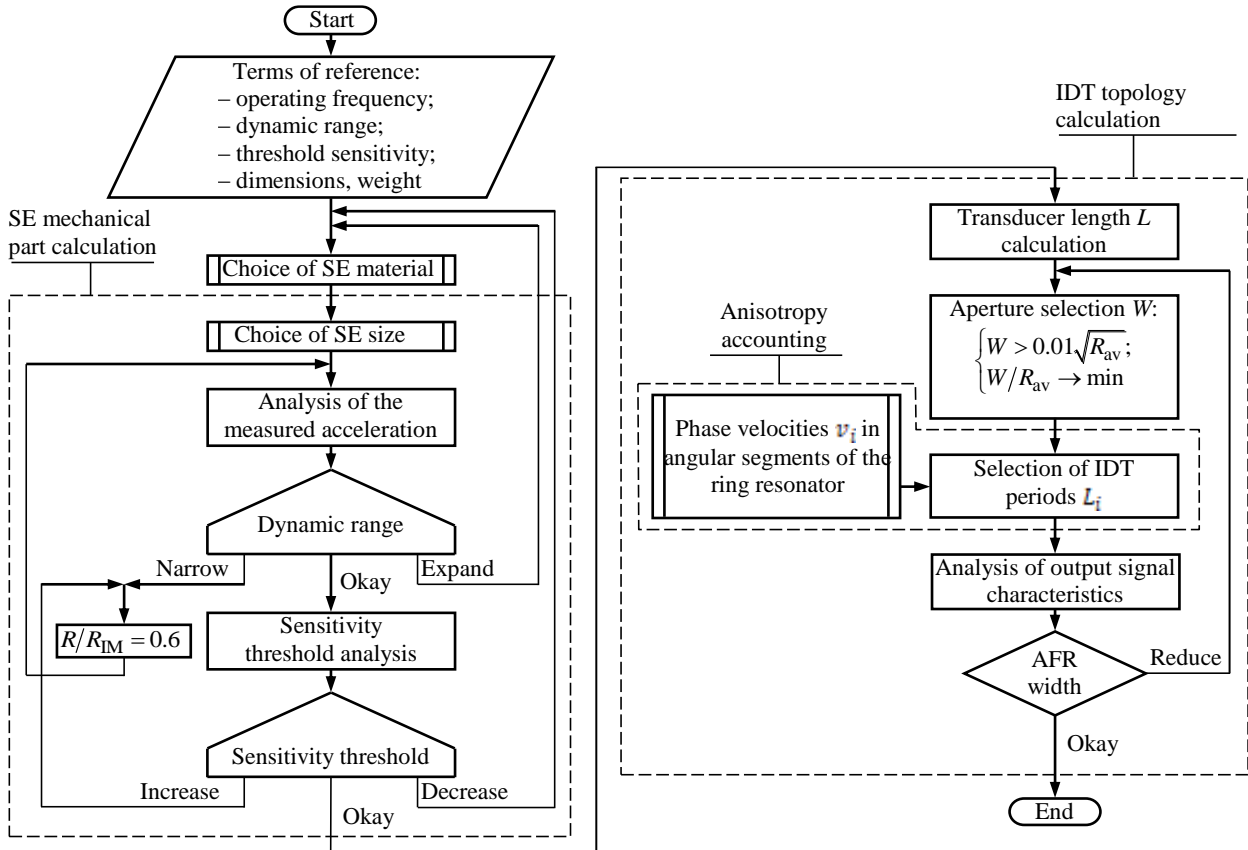 Start
Terms of reference:
– operating frequency;
– dynamic range;
– threshold sensitivity;
– dimensions, weight
SE mechanical
part calculation
Choice of SE material
Choice of SE size
Analysis of the
measured acceleration
Dynamic range
Narrow
Okay
Expand
R/R_IM = 0.6
Sensitivity
threshold analysis
Sensitivity threshold
Increase
Okay
Decrease
IDT topology
calculation
Transducer length L
calculation
Aperture selection W:
{W > 0.01√R_av;
W/R_av → min
Anisotropy
accounting
Phase velocities v_i in
angular segments of the
ring resonator
Selection of IDT
periods L_i
Analysis of output signal
characteristics
AFR
width
Reduce
Okay
End